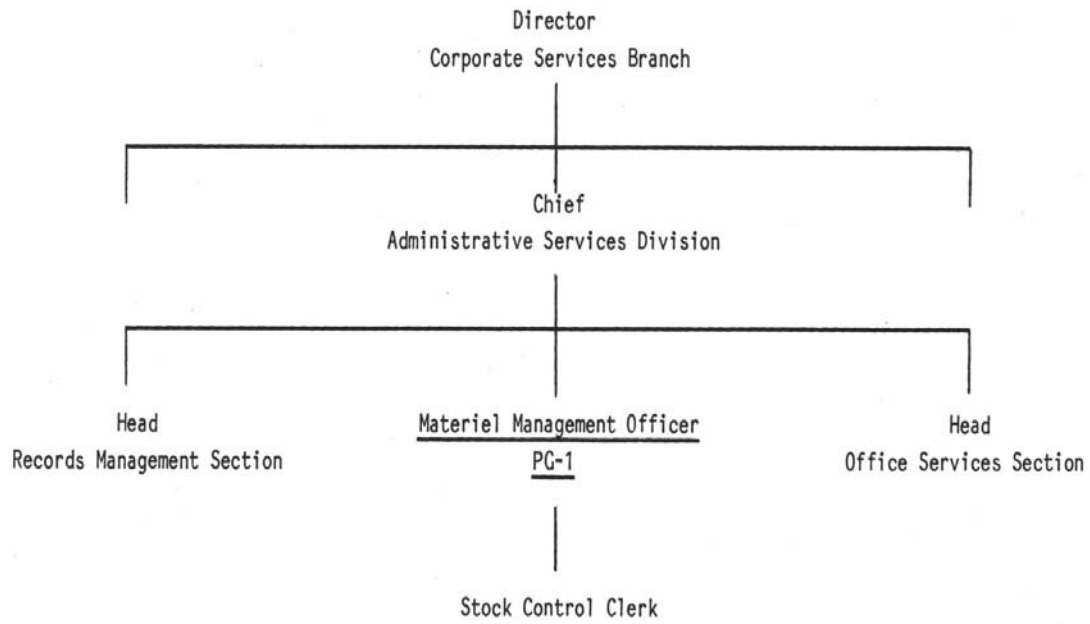 Director
Corporate Services Branch
Chief
Administrative Services Division
Head
Records Management Section
Materiel Management Officer
PG-1
Head
Office Services Section
Stock Control Clerk